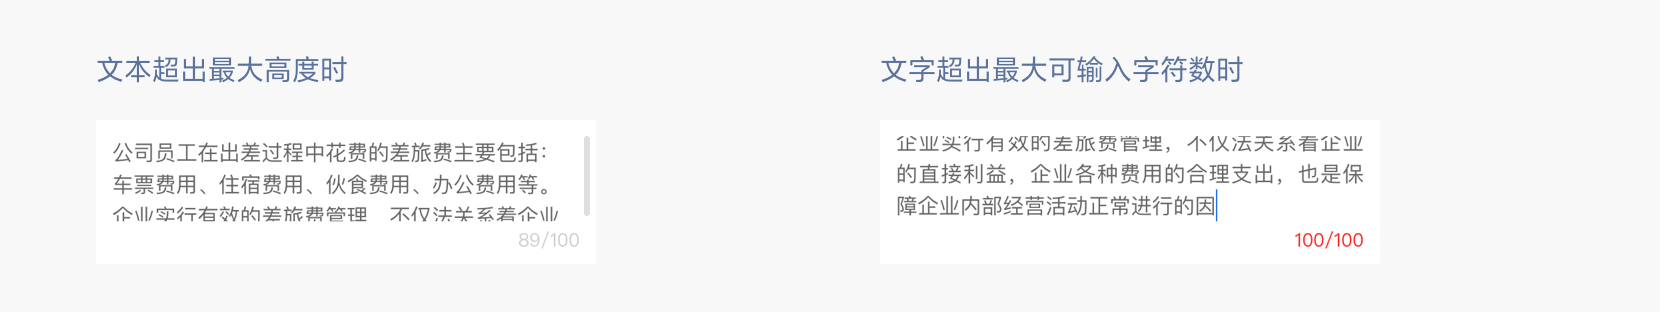 文本超出最大高度时
公司员工在出差过程中花费的差旅费主要包括：
车票费用、住宿费用、伙食费用、办公费用等。
企业实行有效的差旅费管理，不仅法关系着企业
89/100
文字超出最大可输入字符数时
企业实行有效的差旅费管理，不仅法关系着企业
的直接利益，企业各种费用的合理支出，也是保
障企业内部经营活动正常进行的因
100/100